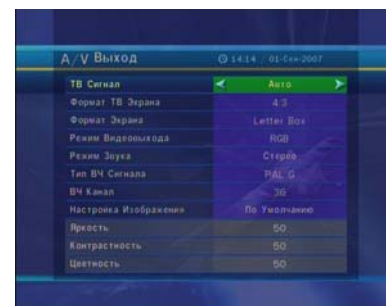 A/V Выход 14:14 / 01-Сен-2007
ТВ Сигнал Авто
Формат ТВ Экрана 4:3
Формат Экрана Letter Box
Режим Видеовыхода RGB
Режим Звука Стерео
Тип ВЧ Сигнала PAL G
ВЧ Канал 36
Настройка Изображения По Умолчанию
Яркость 50
Контрастность 50
Цветность 50